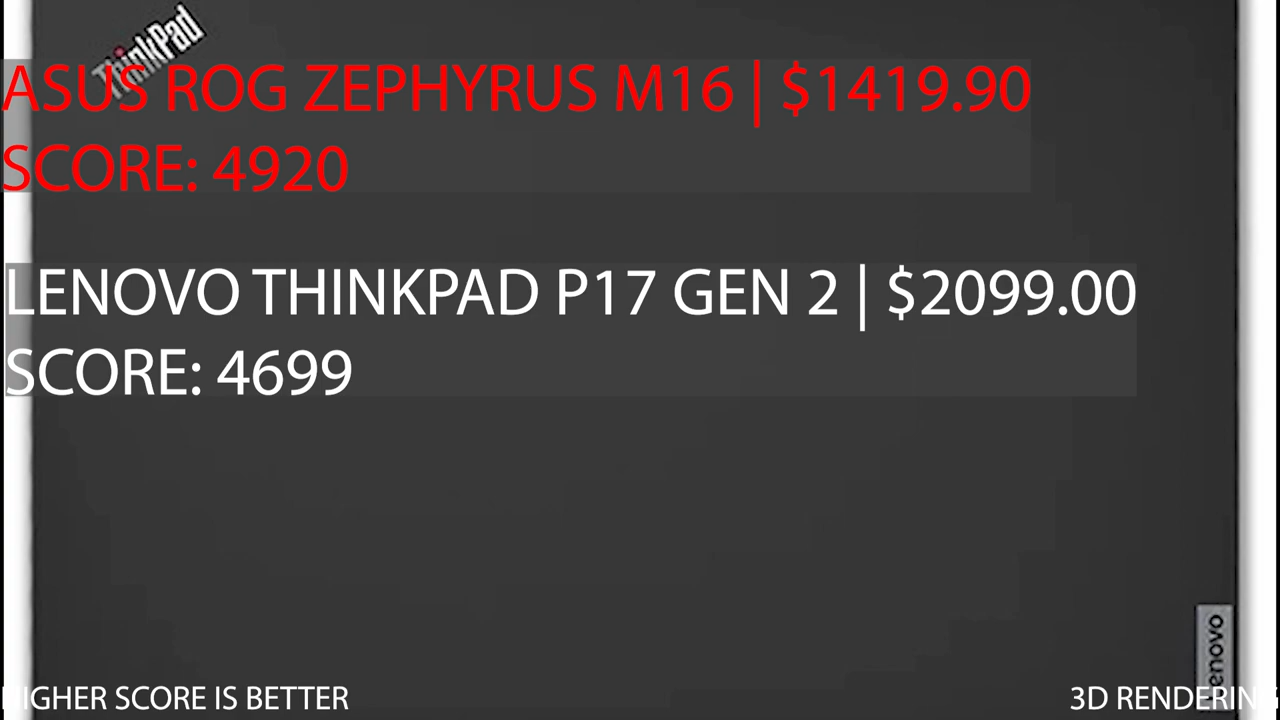 ThinkPad
ASUS ROG ZEPHYRUS M16 | $1419.90
SCORE: 4920
LENOVO THINKPAD P17 GEN 2 | $2099.00
SCORE: 4699
Lenovo
HIGHER SCORE IS BETTER
3D RENDERING